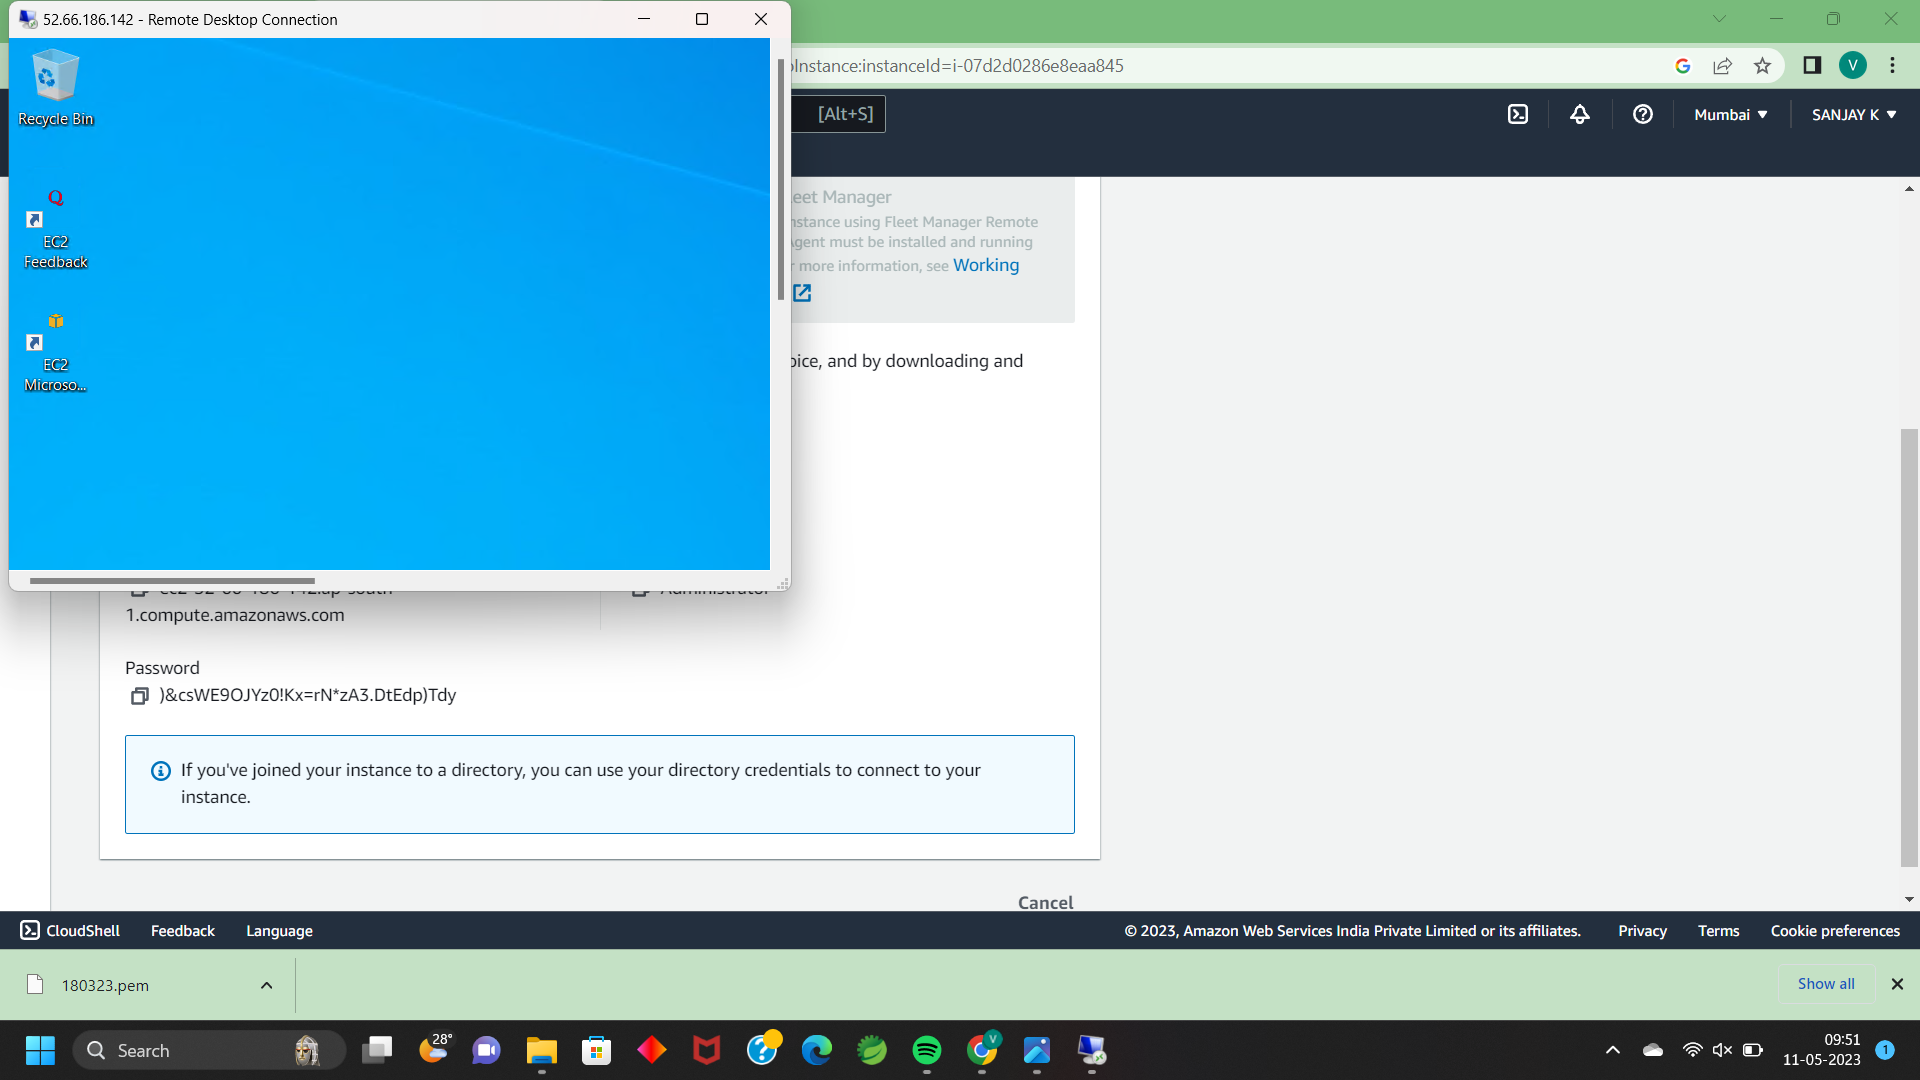 52.66.186.142 - Remote Desktop Connection
Recycle Bin
EC2
Feedback
EC2
Microso...
Instance:instanceId=i-07d2d0286e8eaa845
V
[Alt+S]
Mumbai
SANJAY K
leet Manager
nstance using Fleet Manager Remote
Agent must be installed and running
r more information, see Working
oice, and by downloading and
1.compute.amazonaws.com
Administrator
Password
)&csWE9OJYz0!Kx=rN*zA3.DtEdp)Tdy
If you've joined your instance to a directory, you can use your directory credentials to connect to your
instance.
Cancel
CloudShell
Feedback
Language
© 2023, Amazon Web Services India Private Limited or its affiliates.
Privacy
Terms
Cookie preferences
180323.pem
Show all
Search
28°
V
09:51
11-05-2023
1